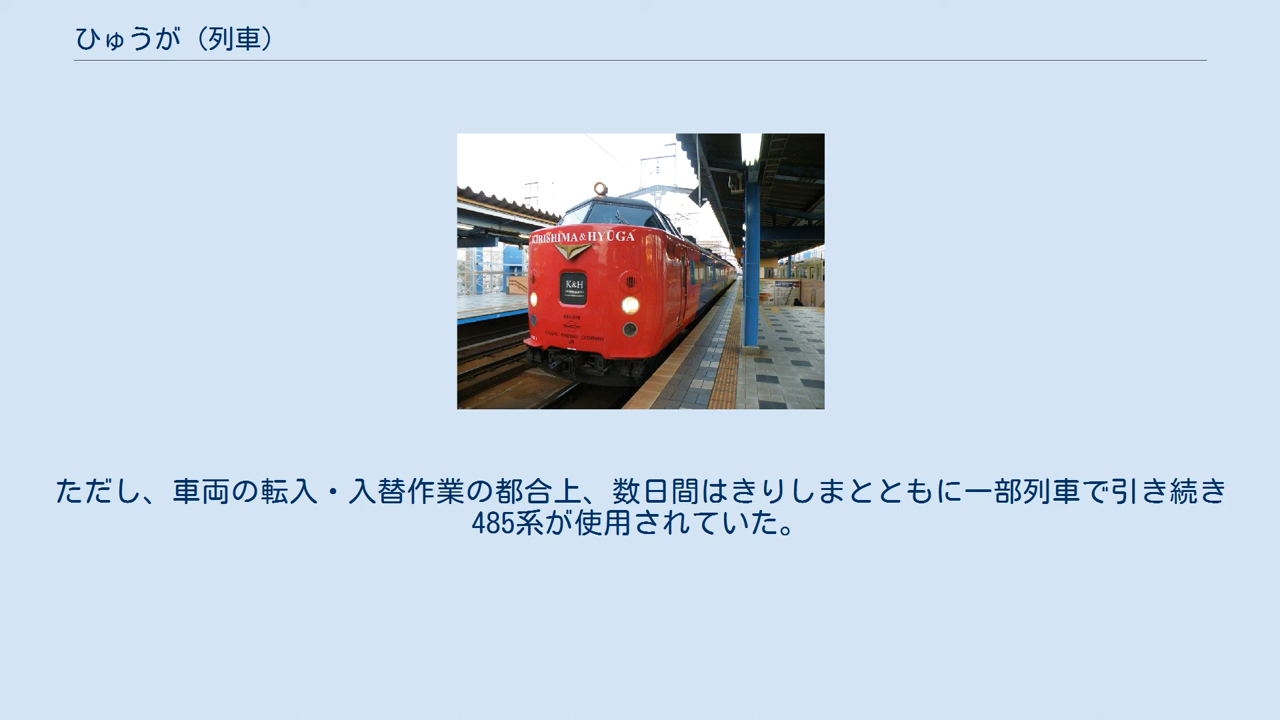 ひゅうが（列車）
KIRISHIMA & HYŪGA
K&H
ただし、車両の転入・入替作業の都合上、数日間はきりしまとともに一部列車で引き続き
485系が使用されていた。